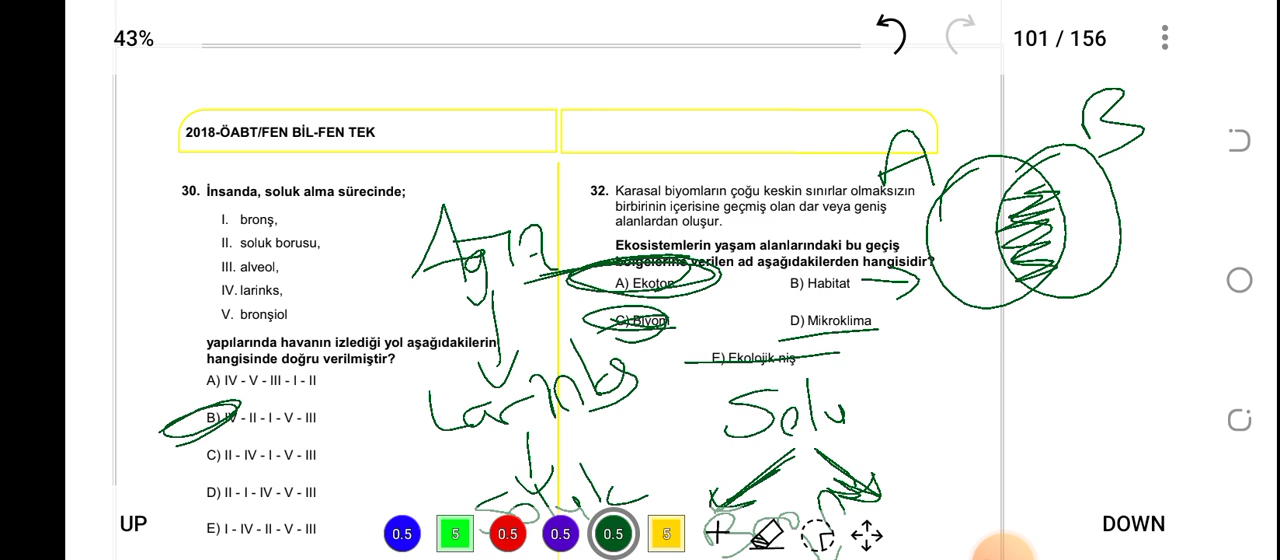 43%
101 / 156
2018-ÖABT/FEN BİL-FEN TEK
30. İnsanda, soluk alma sürecinde;
I. bronş,
II. soluk borusu,
III. alveol,
IV. larinks,
V. bronşiol
yapılarında havanın izlediği yol aşağıdakilerin
hangisinde doğru verilmiştir?
A) IV - V - III - I - II
B) IV - II - I - V - III
C) II - IV - I - V - III
D) II - I - IV - V - III
E) I - IV - II - V - III
32. Karasal biyomların çoğu keskin sınırlar olmaksızın
birbirinin içerisine geçmiş olan dar veya geniş
alanlardan oluşur.
Ekosistemlerin yaşam alanlarındaki bu geçiş
bölgelerine verilen ad aşağıdakilerden hangisidir?
A) Ekoton
B) Habitat
C) Biyom
D) Mikroklima
E) Ekolojik niş
A
B
Ağız
Larinks
Soluk
Solu
UP
0.5
5
0.5
0.5
0.5
5
DOWN